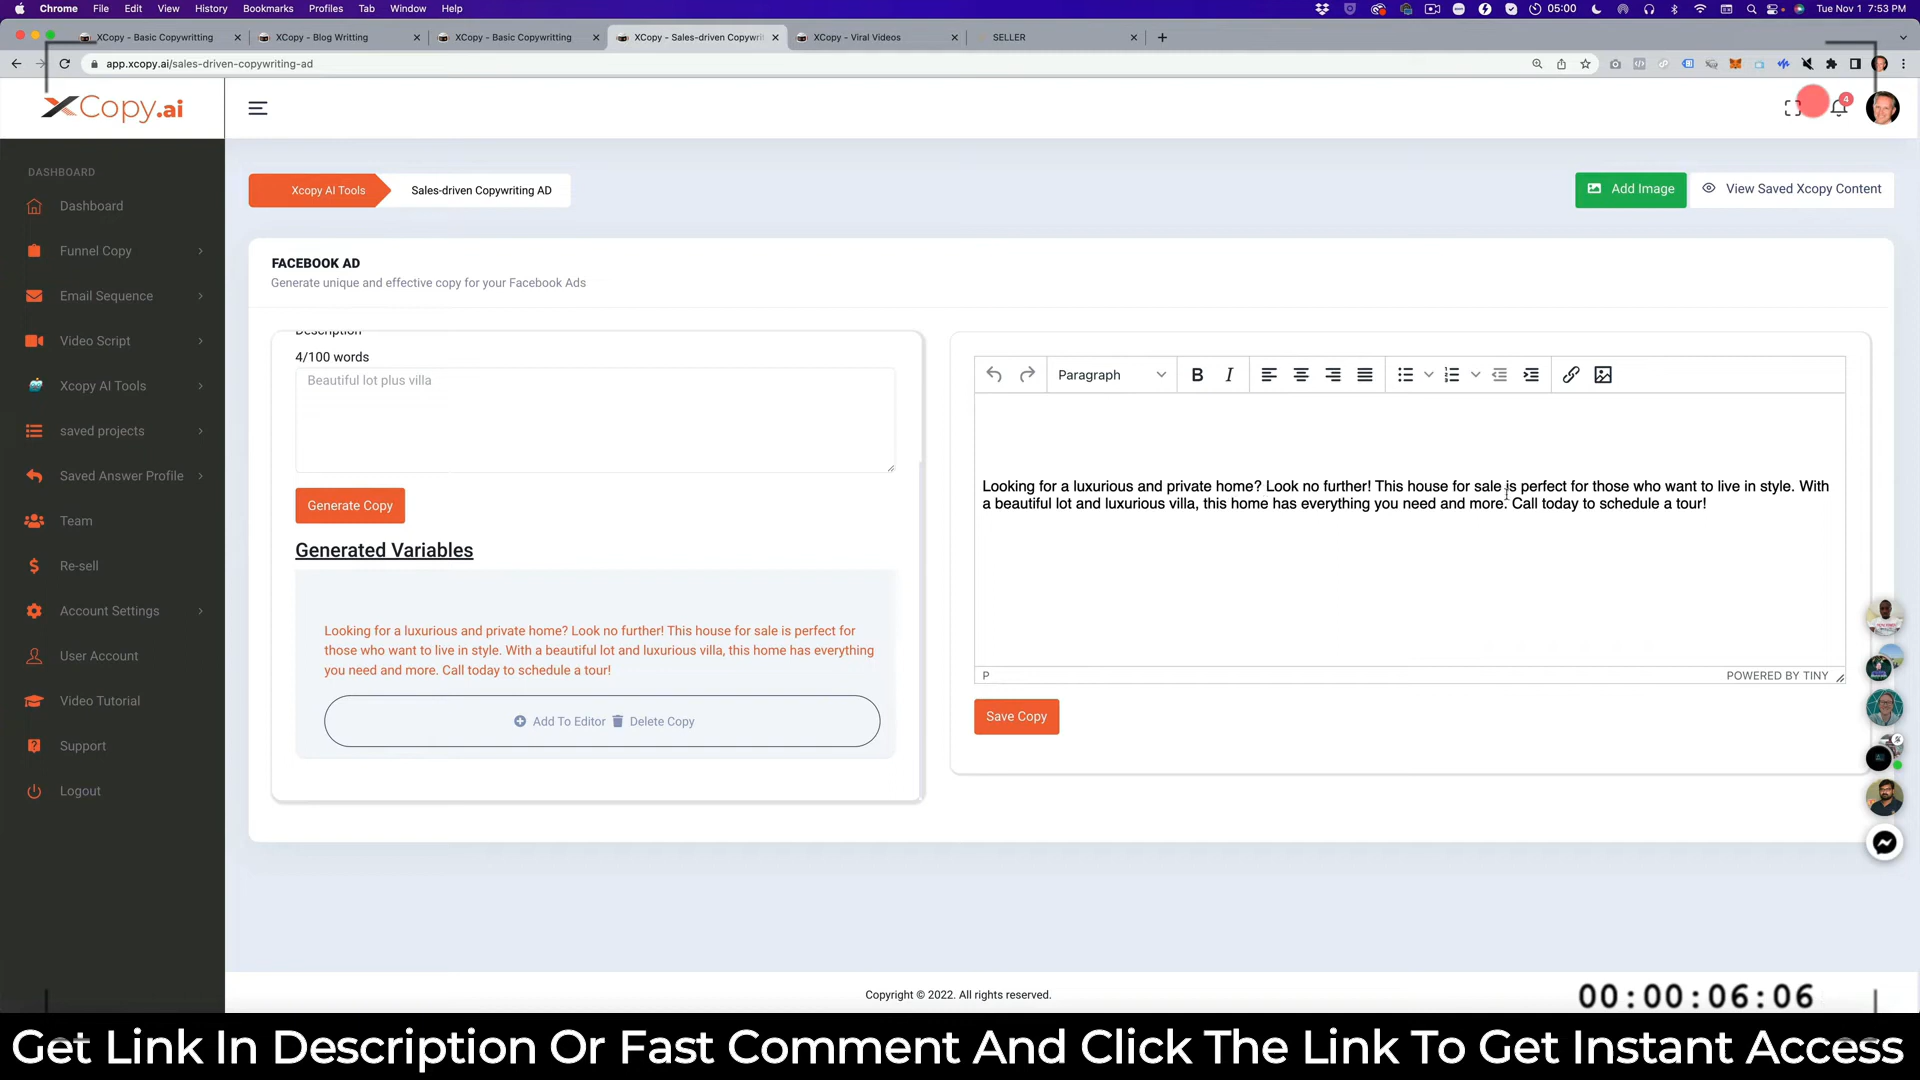 Chrome File Edit View History Bookmarks Profiles Tab Window Help
05:00 Tue Nov 1 7:53 PM
XCopy - Basic Copywritting
XCopy - Blog Writting
XCopy - Basic Copywritting
XCopy - Sales-driven Copywri
XCopy - Viral Videos
SELLER
app.xcopy.ai/sales-driven-copywriting-ad
XCopy.ai
4
DASHBOARD
Dashboard
Funnel Copy
Email Sequence
Video Script
Xcopy AI Tools
saved projects
Saved Answer Profile
Team
Re-sell
Account Settings
User Account
Video Tutorial
Support
Logout
Xcopy AI Tools
Sales-driven Copywriting AD
Add Image
View Saved Xcopy Content
FACEBOOK AD
Generate unique and effective copy for your Facebook Ads
Description
4/100 words
Beautiful lot plus villa
Generate Copy
Generated Variables
Looking for a luxurious and private home? Look no further! This house for sale is perfect for
those who want to live in style. With a beautiful lot and luxurious villa, this home has everything
you need and more. Call today to schedule a tour!
Add To Editor Delete Copy
Paragraph
B I
Looking for a luxurious and private home? Look no further! This house for sale is perfect for those who want to live in style. With
a beautiful lot and luxurious villa, this home has everything you need and more. Call today to schedule a tour!
P
POWERED BY TINY
Save Copy
Copyright © 2022. All rights reserved.
00:00:06:06
Get Link In Description Or Fast Comment And Click The Link To Get Instant Access